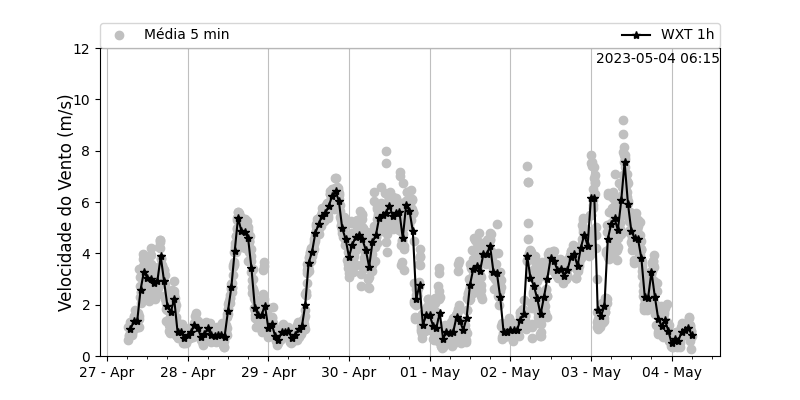 Média 5 min
WXT 1h
2023-05-04 06:15
Velocidade do Vento (m/s)
12
10
8
6
4
2
0
27 - Apr 28 - Apr 29 - Apr 30 - Apr 01 - May 02 - May 03 - May 04 - May